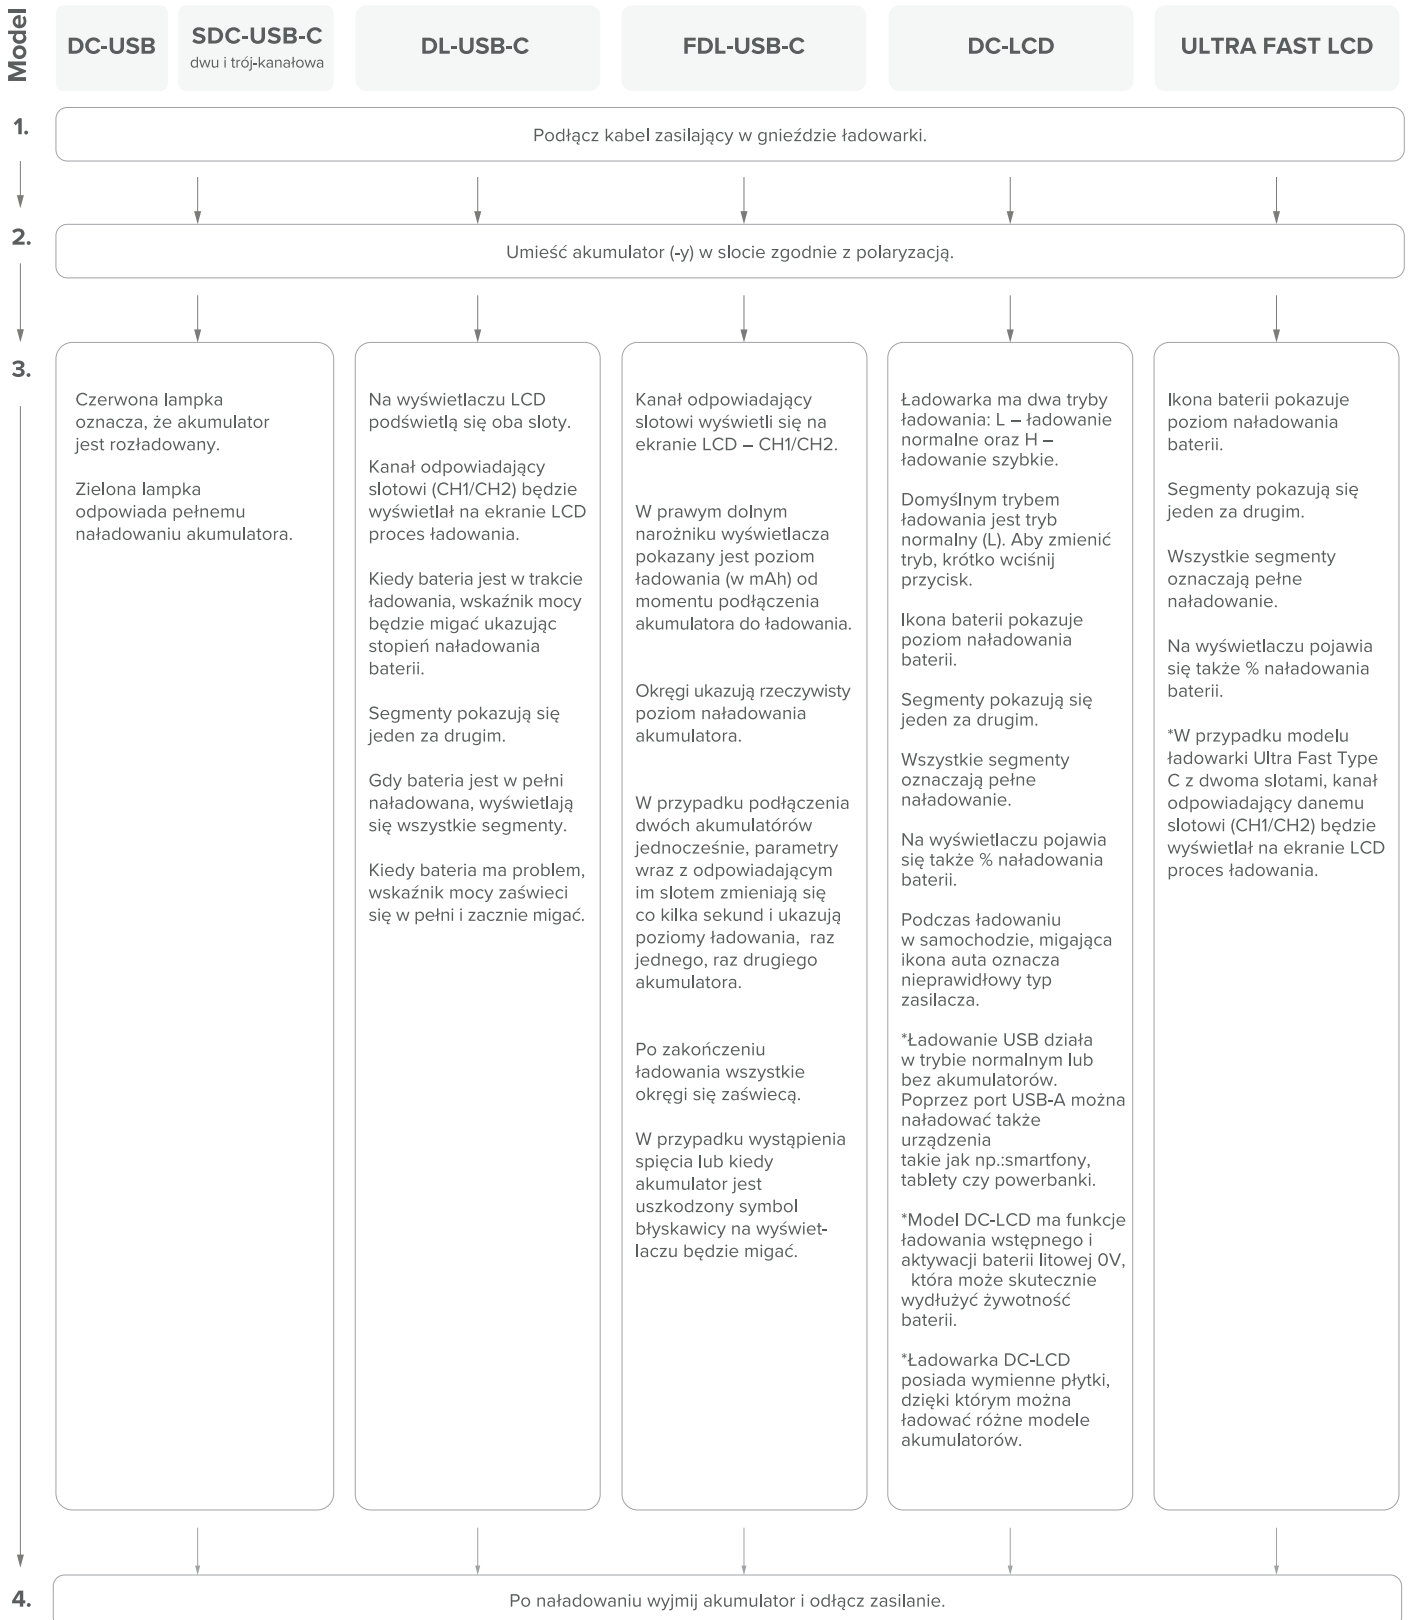 Model
DC-USB
SDC-USB-C
dwu i trój-kanałowa
DL-USB-C
FDL-USB-C
DC-LCD
ULTRA FAST LCD
1.
Podłącz kabel zasilający w gnieździe ładowarki.
2.
Umieść akumulator (-y) w slocie zgodnie z polaryzacją.
3.
Czerwona lampka
oznacza, że akumulator
jest rozładowany.
Zielona lampka
odpowiada pełnemu
naładowaniu akumulatora.
Na wyświetlaczu LCD
podświetlą się oba sloty.
Kanał odpowiadający
slotowi (CH1/CH2) będzie
wyświetlał na ekranie LCD
proces ładowania.
Kiedy bateria jest w trakcie
ładowania, wskaźnik mocy
będzie migać ukazując
stopień naładowania
baterii.
Segmenty pokazują się
jeden za drugim.
Gdy bateria jest w pełni
naładowana, wyświetlają
się wszystkie segmenty.
Kiedy bateria ma problem,
wskaźnik mocy zaświeci
się w pełni i zacznie migać.
Kanał odpowiadający
slotowi wyświetli się na
ekranie LCD – CH1/CH2.
W prawym dolnym
narożniku wyświetlacza
pokazany jest poziom
ładowania (w mAh) od
momentu podłączenia
akumulatora do ładowania.
Okręgi ukazują rzeczywisty
poziom naładowania
akumulatora.
W przypadku podłączenia
dwóch akumulatórów
jednocześnie, parametry
wraz z odpowiadającym
im slotem zmieniają się
co kilka sekund i ukazują
poziomy ładowania, raz
jednego, raz drugiego
akumulatora.
Po zakończeniu
ładowania wszystkie
okręgi się zaświecą.
W przypadku wystąpienia
spięcia lub kiedy
akumulator jest
uszkodzony symbol
błyskawicy na wyświet-
laczu będzie migać.
Ładowarka ma dwa tryby
ładowania: L – ładowanie
normalne oraz H –
ładowanie szybkie.
Domyślnym trybem
ładowania jest tryb
normalny (L). Aby zmienić
tryb, krótko wciśnij
przycisk.
Ikona baterii pokazuje
poziom naładowania
baterii.
Segmenty pokazują się
jeden za drugim.
Wszystkie segmenty
oznaczają pełne
naładowanie.
Na wyświetlaczu pojawia
się także % naładowania
baterii.
Podczas ładowaniu
w samochodzie, migająca
ikona auta oznacza
nieprawidłowy typ
zasilacza.
*Ładowanie USB działa
w trybie normalnym lub
bez akumulatorów.
Poprzez port USB-A można
naładować także
urządzenia
takie jak np.:smartfony,
tablety czy powerbanki.
*Model DC-LCD ma funkcje
ładowania wstępnego i
aktywacji baterii litowej 0V,
która może skutecznie
wydłużyć żywotność
baterii.
*Ładowarka DC-LCD
posiada wymienne płytki,
dzięki którym można
ładować różne modele
akumulatorów.
Ikona baterii pokazuje
poziom naładowania
baterii.
Segmenty pokazują się
jeden za drugim.
Wszystkie segmenty
oznaczają pełne
naładowanie.
Na wyświetlaczu pojawia
się także % naładowania
baterii.
*W przypadku modelu
ładowarki Ultra Fast Type
C z dwoma slotami, kanał
odpowiadający danemu
slotowi (CH1/CH2) będzie
wyświetlał na ekranie LCD
proces ładowania.
4.
Po naładowaniu wyjmij akumulator i odłącz zasilanie.